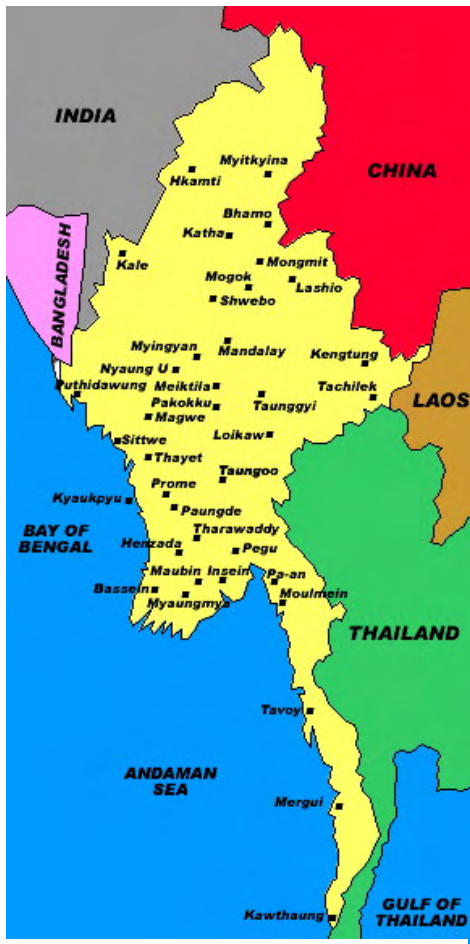 INDIA
CHINA
Myitkyina
Hkamti
Bhamo
Katha
BANGLADESH
Kale
Mongmit
Mogok
Lashio
Shwebo
Mandalay
Myingyan
Kengtung
Nyaung U
Meiktila
Puthidawung
Tachilek
LAOS
Taunggyi
Pakokku
Magwe
Loikaw
Sittwe
Thayet
Taungoo
Prome
Kyaukpyu
Paungde
BAY OF
BENGAL
Tharawaddy
Henzada
Pegu
Maubin
Insein
Pa-an
Bassein
Moulmein
Myaungmya
THAILAND
Tavoy
ANDAMAN
SEA
Mergui
Kawthaung
GULF OF
THAILAND